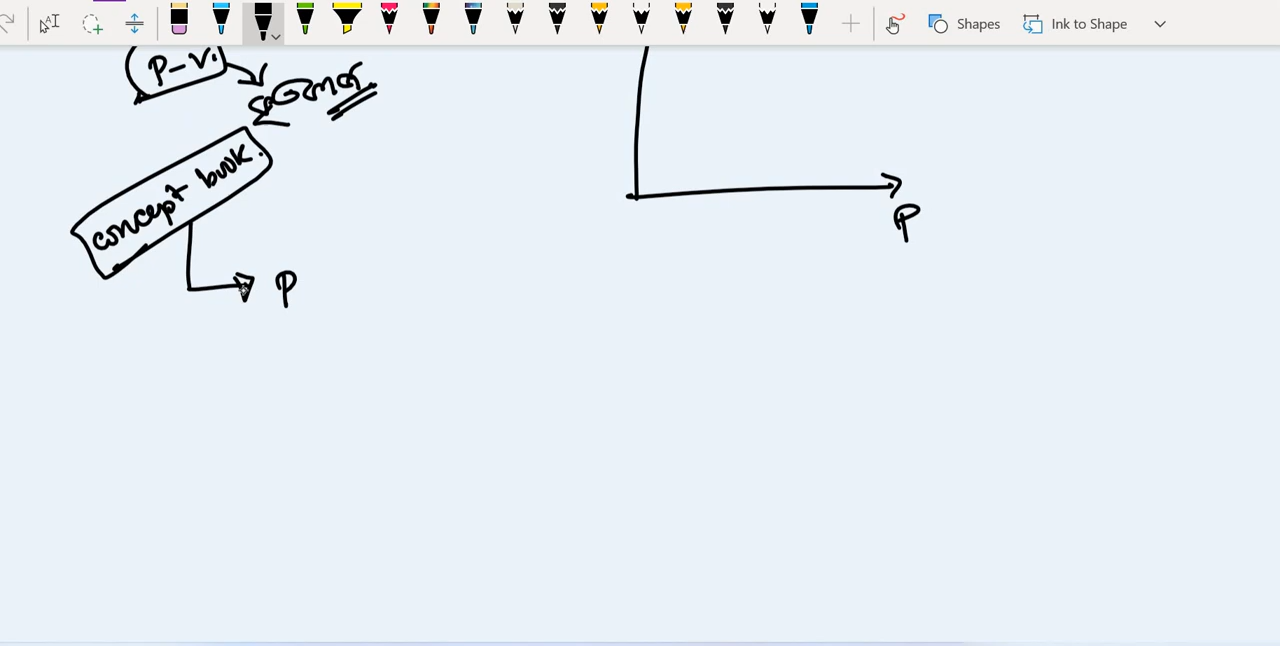 Shapes
Ink to Shape
P-V.
concept book.
P
P